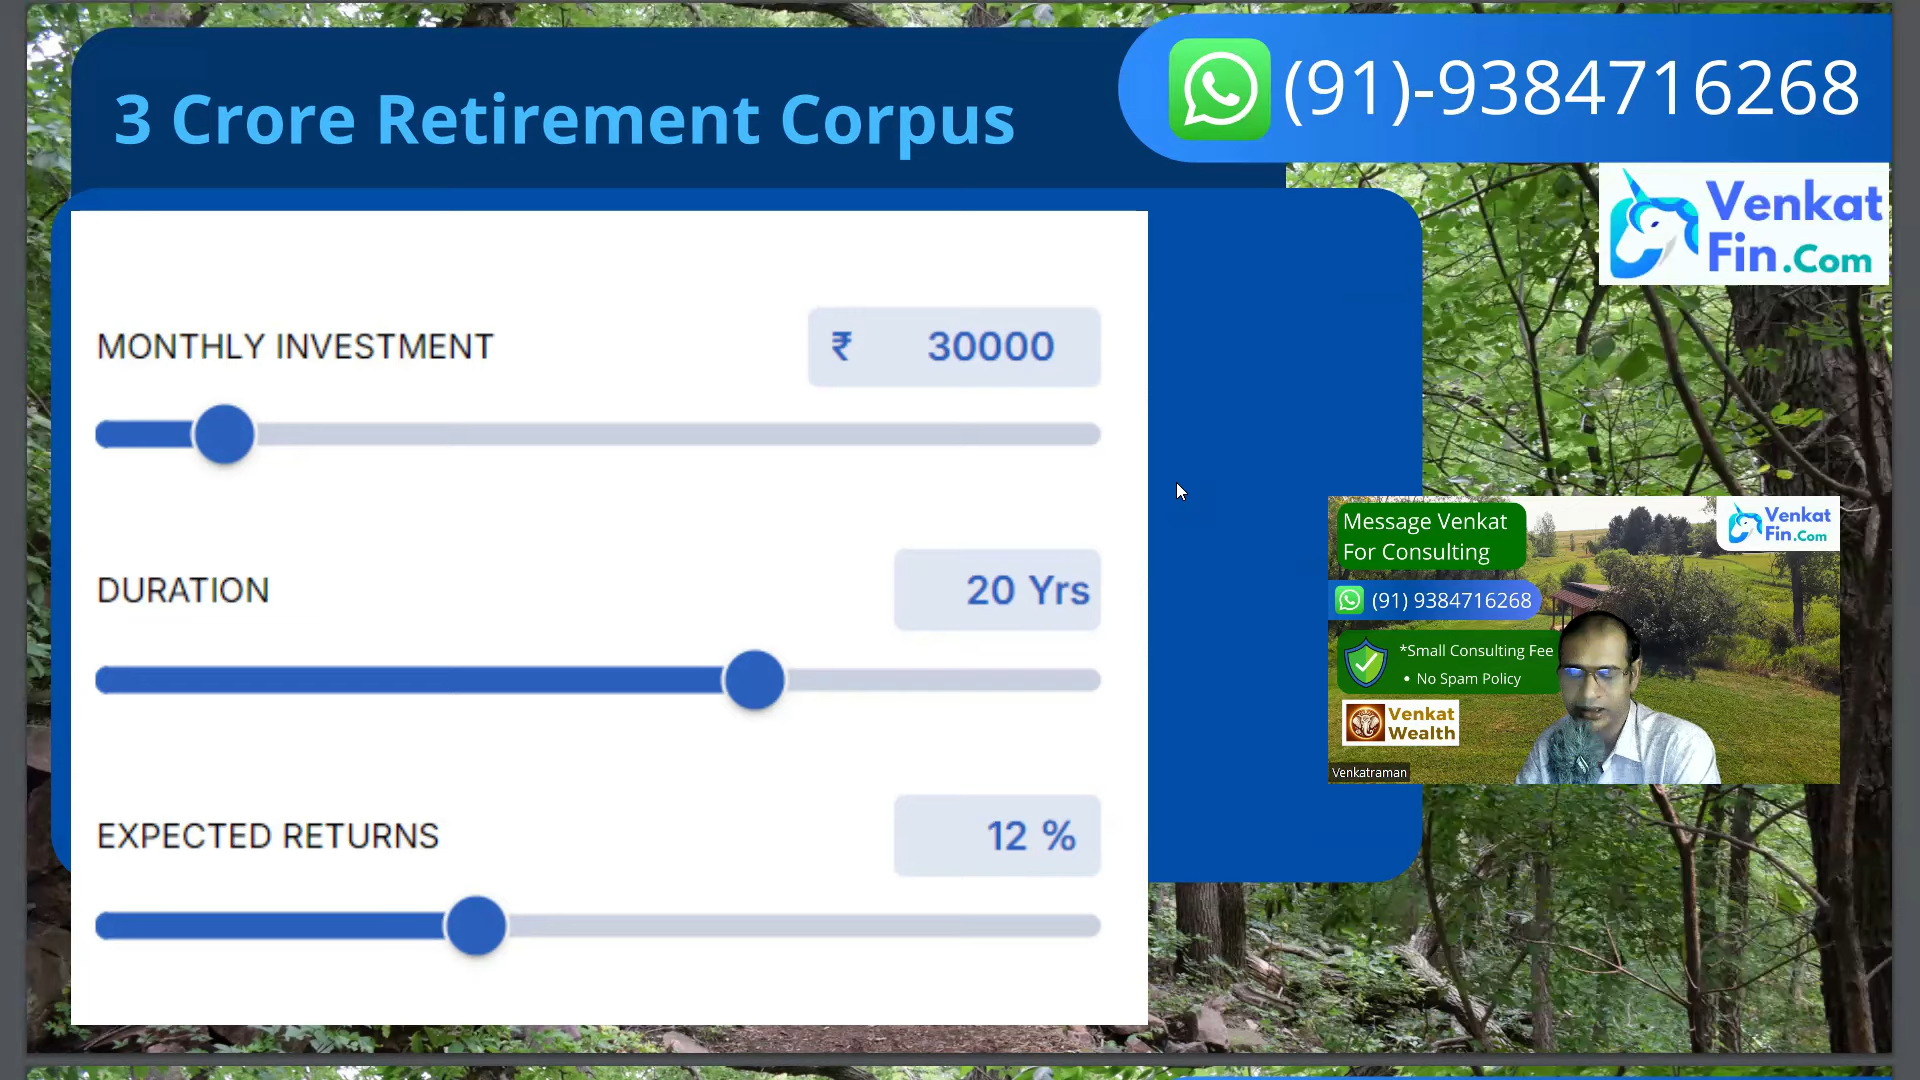 3 Crore Retirement Corpus
(91)-9384716268
Venkat
Fin.Com
MONTHLY INVESTMENT
₹ 30000
DURATION
20 Yrs
EXPECTED RETURNS
12 %
Message Venkat
For Consulting
Venkat
Fin.Com
(91) 9384716268
*Small Consulting Fee
• No Spam Policy
Venkat
Wealth
Venkatraman